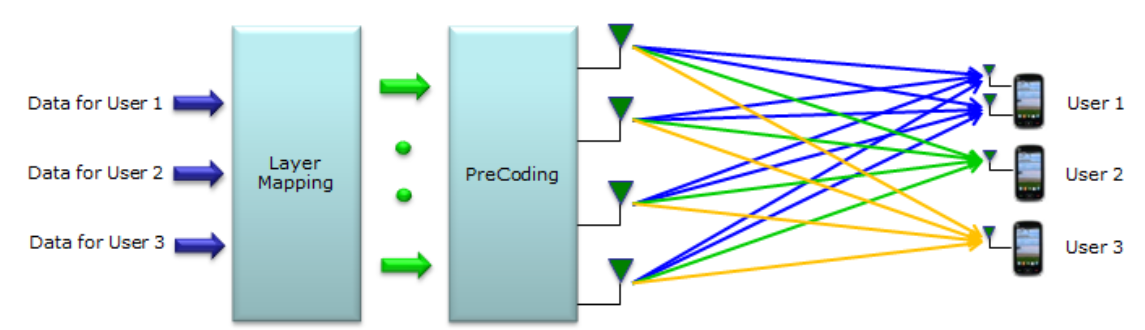 Data for User 1
Data for User 2
Data for User 3
Layer
Mapping
PreCoding
User 1
User 2
User 3